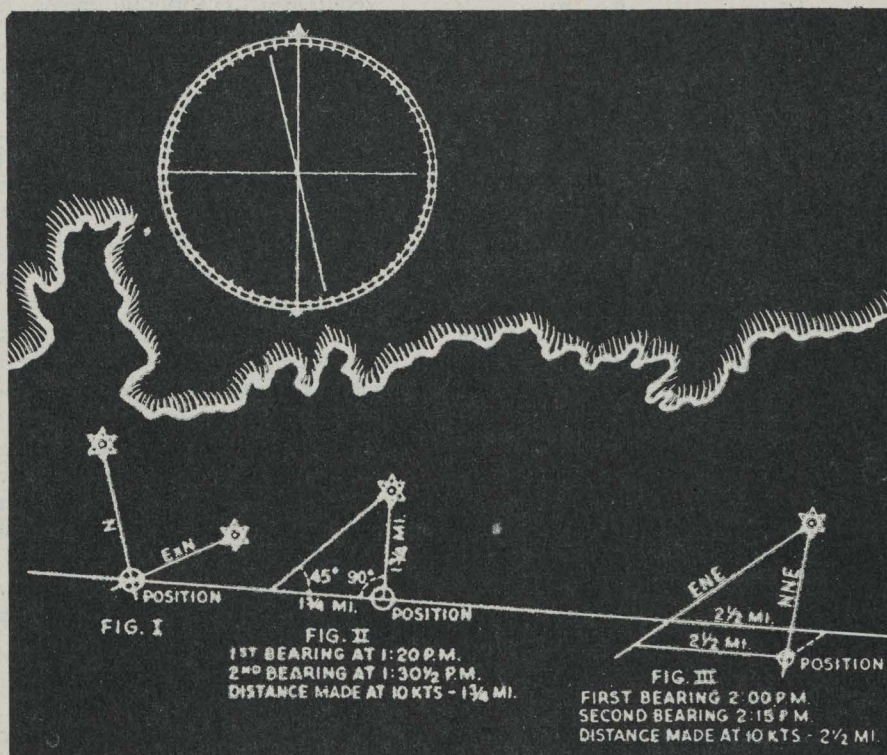 N
ExN
POSITION
FIG. I
45° 90°
1¾ MI.
1¾ MI.
POSITION
FIG. II
1ST BEARING AT 1:20 P.M.
2ND BEARING AT 1:30½ P.M.
DISTANCE MADE AT 10 KTS - 1¾ MI.
ENE
NNE
2½ MI.
2½ MI.
POSITION
FIG. III
FIRST BEARING 2:00 P.M.
SECOND BEARING 2:15 P.M.
DISTANCE MADE AT 10 KTS - 2½ MI.